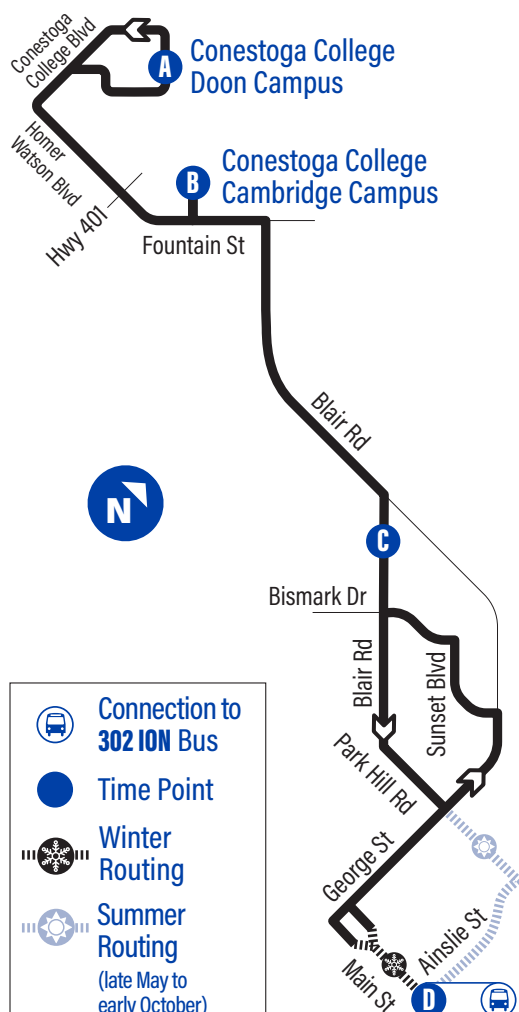 Conestoga
College Blvd
A
Conestoga College
Doon Campus
Homer
Watson Blvd
Hwy 401
B
Conestoga College
Cambridge Campus
Fountain St
Blair Rd
N
C
Bismark Dr
Blair Rd
Sunset Blvd
Park Hill Rd
George St
Ainslie St
Main St
D
Connection to
302 ION Bus
Time Point
Winter
Routing
Summer
Routing
(late May to
early October)